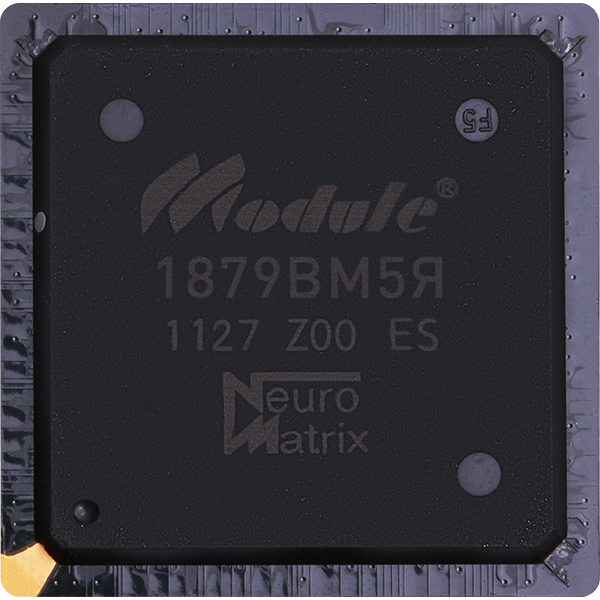 F5
Module®
1879ВМ5Я
1127 Z00 ES
Neuro
Matrix